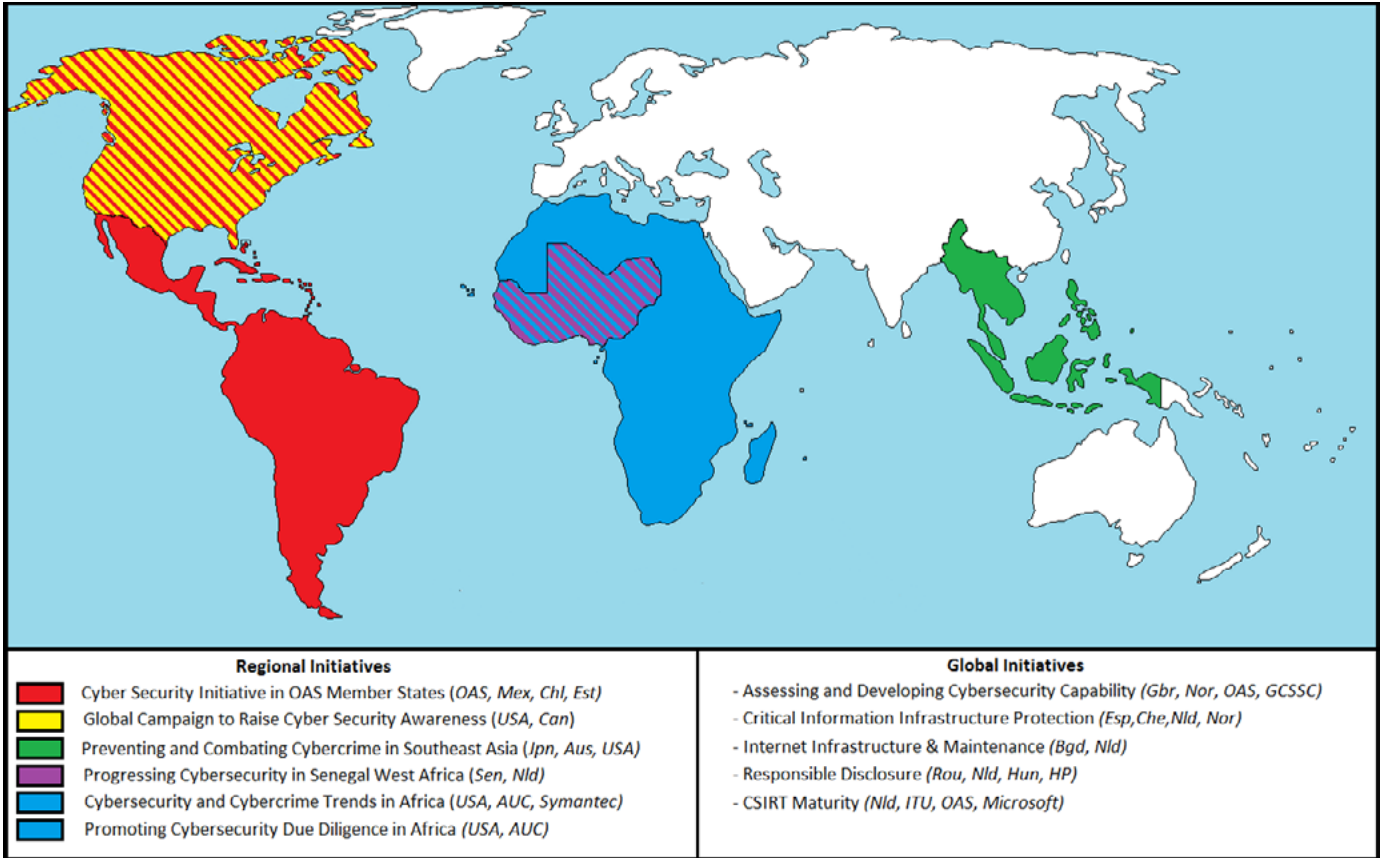 Regional Initiatives
Cyber Security Initiative in OAS Member States (OAS, Mex, Chl, Est)
Global Campaign to Raise Cyber Security Awareness (USA, Can)
Preventing and Combating Cybercrime in Southeast Asia (Jpn, Aus, USA)
Progressing Cybersecurity in Senegal West Africa (Sen, Nld)
Cybersecurity and Cybercrime Trends in Africa (USA, AUC, Symantec)
Promoting Cybersecurity Due Diligence in Africa (USA, AUC)
Global Initiatives
- Assessing and Developing Cybersecurity Capability (Gbr, Nor, OAS, GCSSC)
- Critical Information Infrastructure Protection (Esp,Che,Nld, Nor)
- Internet Infrastructure & Maintenance (Bgd, Nld)
- Responsible Disclosure (Rou, Nld, Hun, HP)
- CSIRT Maturity (Nld, ITU, OAS, Microsoft)